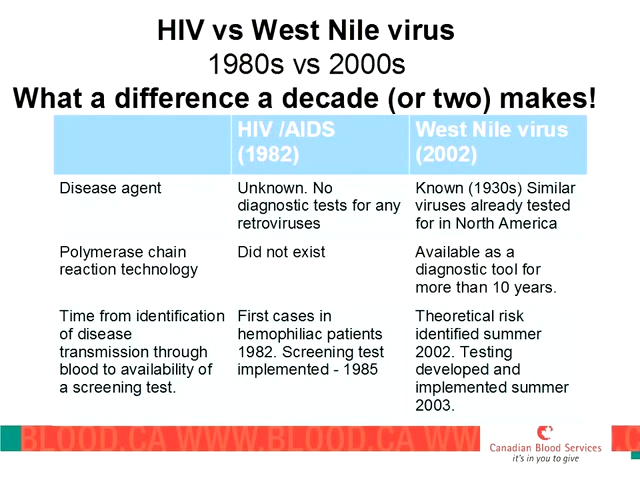 HIV vs West Nile virus
1980s vs 2000s
What a difference a decade (or two) makes!
HIV /AIDS
(1982)
West Nile virus
(2002)
Disease agent
Unknown. No
diagnostic tests for any
retroviruses
Known (1930s) Similar
viruses already tested
for in North America
Polymerase chain
reaction technology
Did not exist
Available as a
diagnostic tool for
more than 10 years.
Time from identification
of disease
transmission through
blood to availability of
a screening test.
First cases in
hemophiliac patients
1982. Screening test
implemented - 1985
Theoretical risk
identified summer
2002. Testing
developed and
implemented summer
2003.
BLOOD.CA WWW.BLOOD.CA WWW
.CA
Canadian Blood Services
it's in you to give